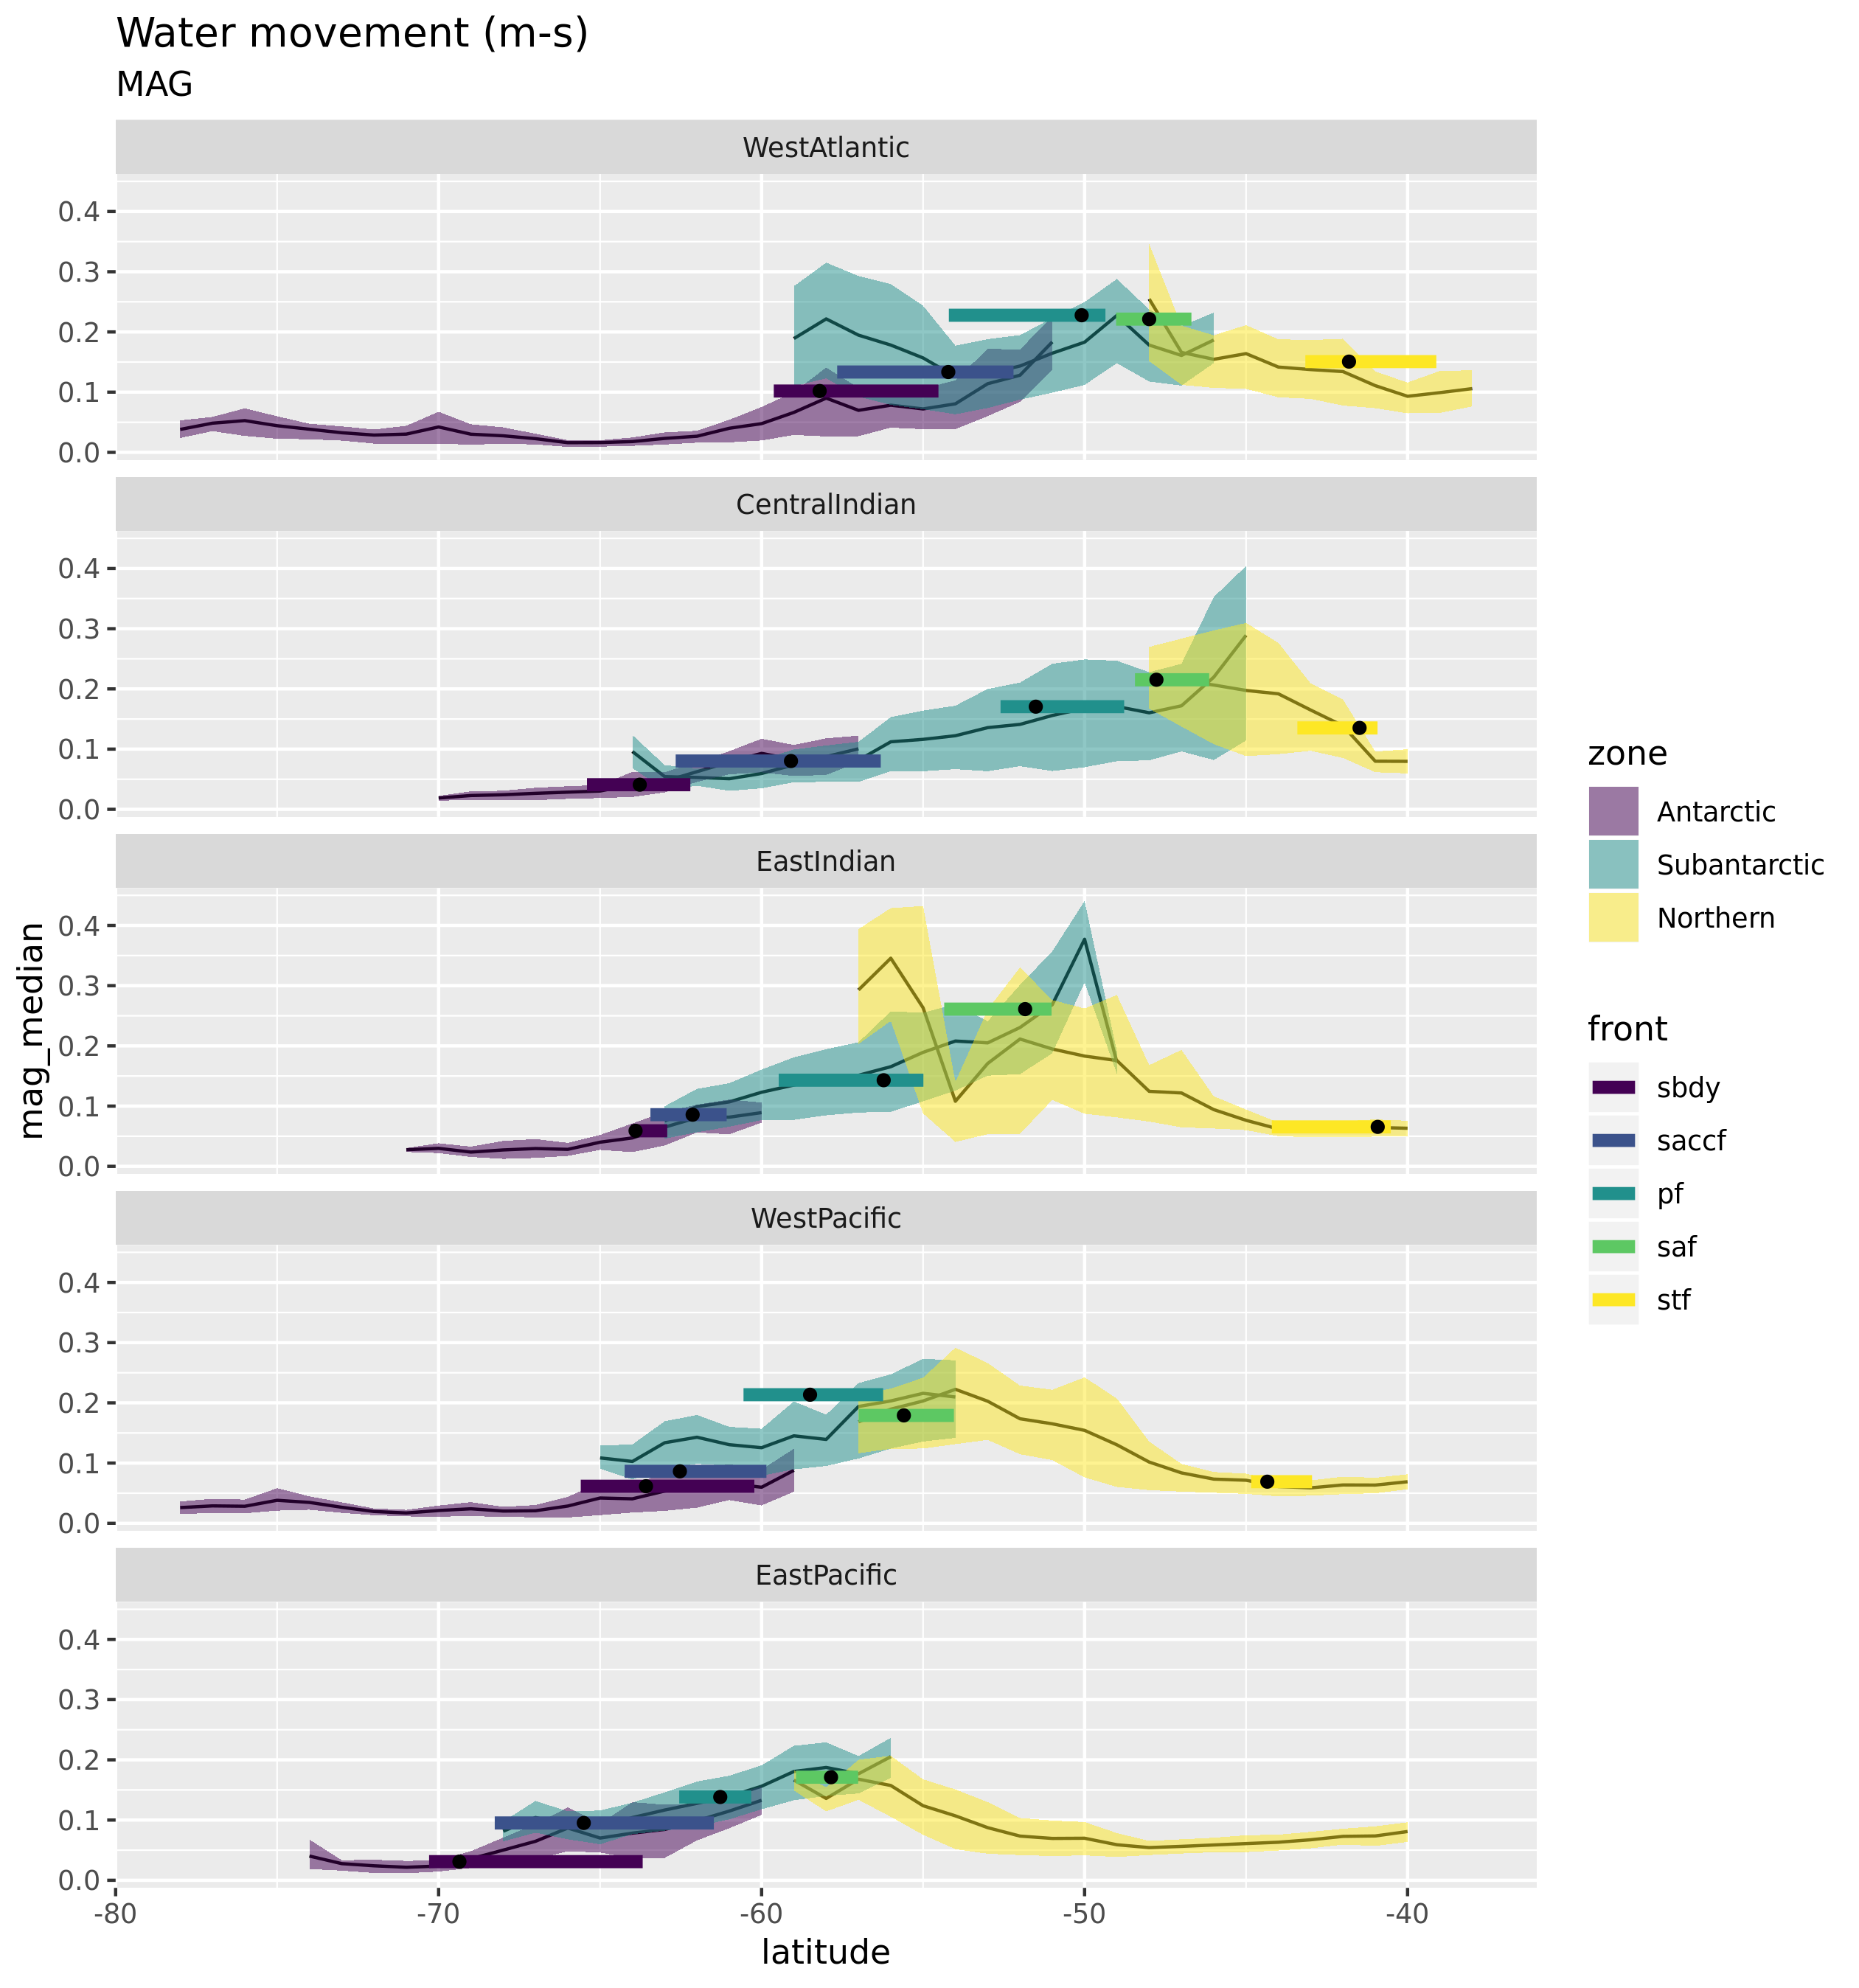 Water movement (m-s)
MAG
WestAtlantic
0.4
0.3
0.2
0.1
0.0
CentralIndian
0.4
0.3
0.2
0.1
0.0
EastIndian
0.4
0.3
0.2
0.1
0.0
WestPacific
0.4
0.3
0.2
0.1
0.0
EastPacific
0.4
0.3
0.2
0.1
0.0
-80 -70 -60 -50 -40
latitude
mag_median
zone
Antarctic
Subantarctic
Northern
front
sbdy
saccf
pf
saf
stf